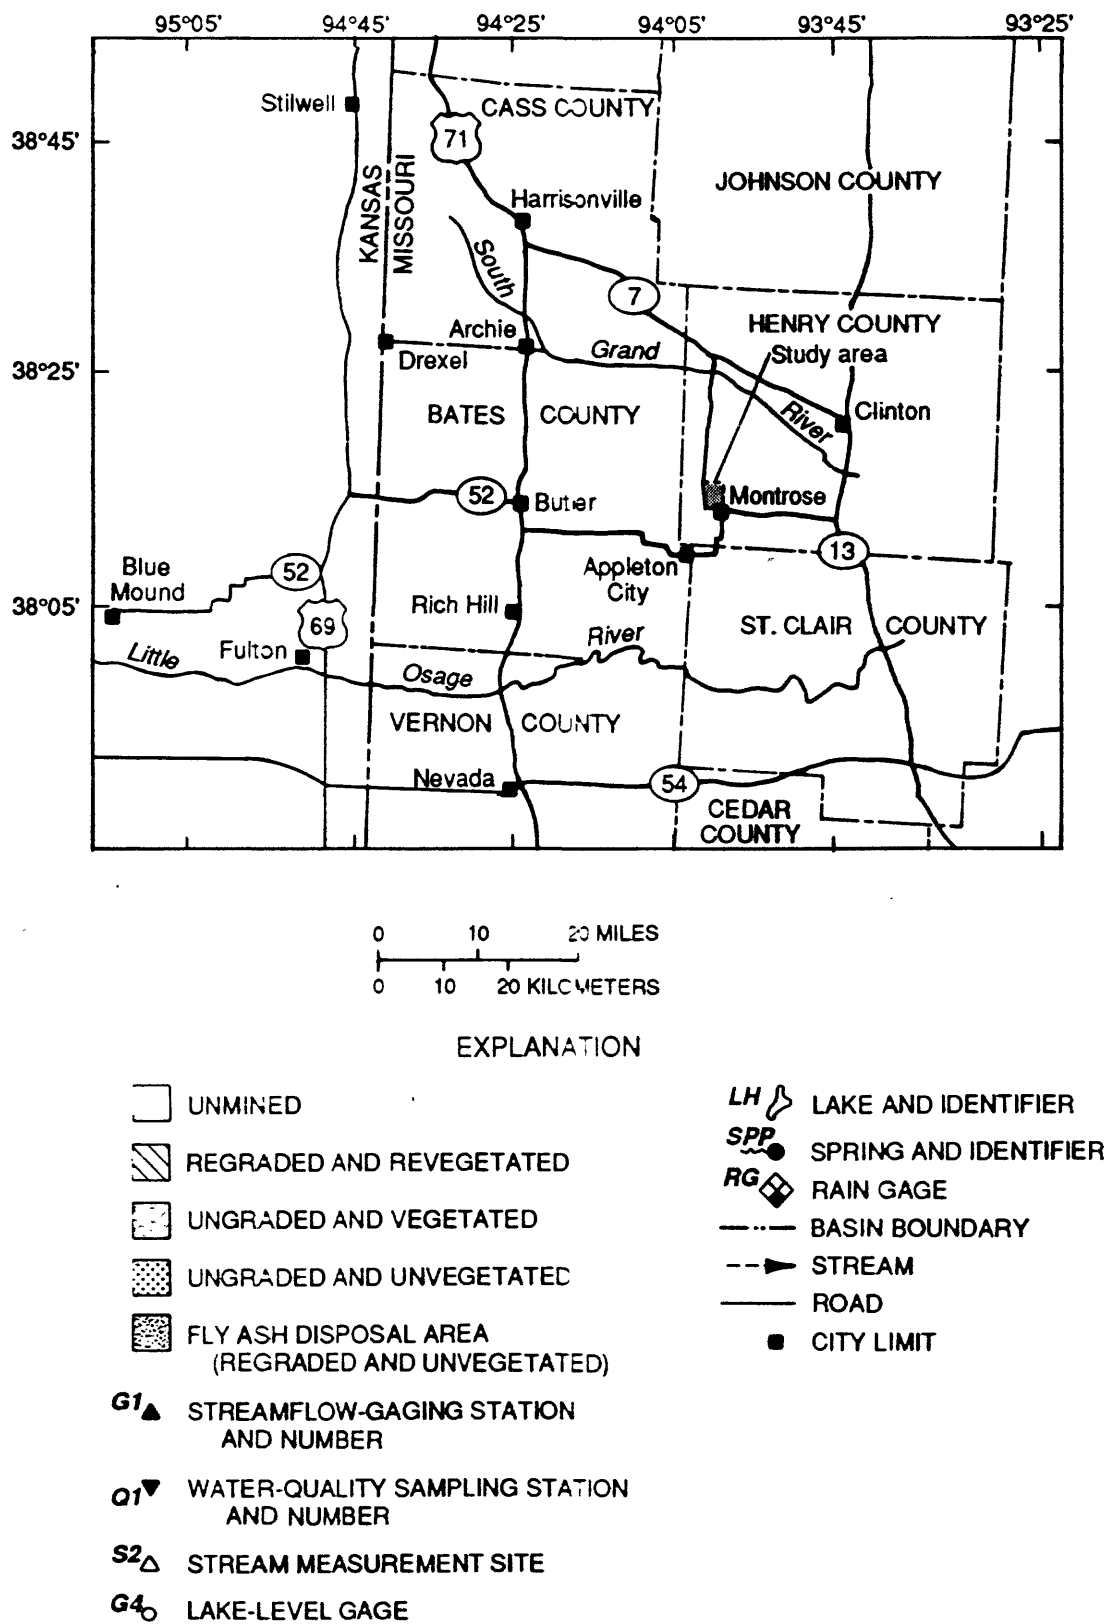 95°05′ 94°45′ 94°25′ 94°05′ 93°45′ 93°25′
Stilwell
CASS COUNTY
38°45′
71
KANSAS
MISSOURI
JOHNSON COUNTY
Harrisonville
South
7
Archie
HENRY COUNTY
Drexel
Grand
Study area
38°25′
BATES COUNTY
River
Clinton
52
Butler
Montrose
13
Blue
Mound
52
Appleton
City
38°05′
Rich Hill
69
ST. CLAIR COUNTY
Fulton
River
Little
Osage
VERNON COUNTY
Nevada
54
CEDAR
COUNTY
0 10 20 MILES
0 10 20 KILOMETERS
EXPLANATION
UNMINED
REGRADED AND REVEGETATED
UNGRADED AND VEGETATED
UNGRADED AND UNVEGETATED
FLY ASH DISPOSAL AREA
(REGRADED AND UNVEGETATED)
G1 STREAMFLOW-GAGING STATION
AND NUMBER
Q1 WATER-QUALITY SAMPLING STATION
AND NUMBER
S2 STREAM MEASUREMENT SITE
G4 LAKE-LEVEL GAGE
LH LAKE AND IDENTIFIER
SPP SPRING AND IDENTIFIER
RG RAIN GAGE
BASIN BOUNDARY
STREAM
ROAD
CITY LIMIT